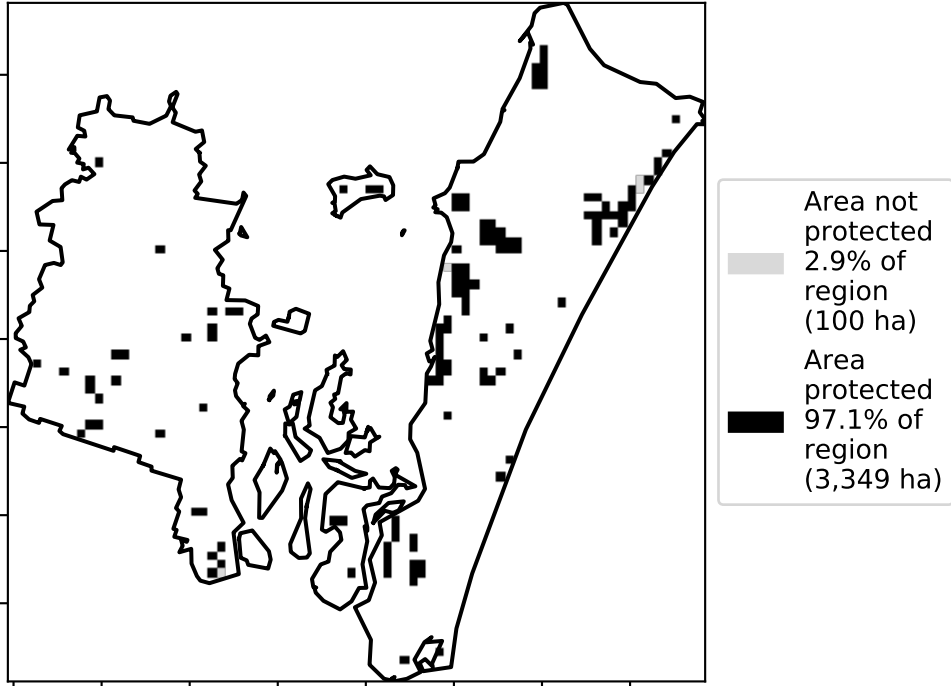 Area not
protected
2.9% of
region
(100 ha)
Area
protected
97.1% of
region
(3,349 ha)